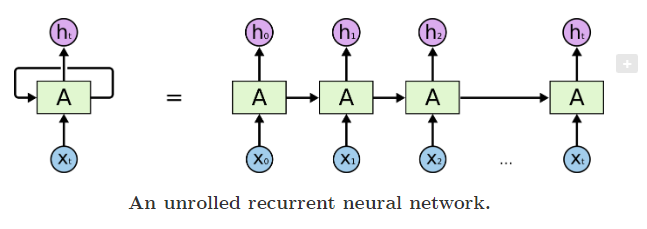 hₜ h₀ h₁ h₂ hₜ
A = A A A A
xₜ x₀ x₁ x₂ ... xₜ
An unrolled recurrent neural network.